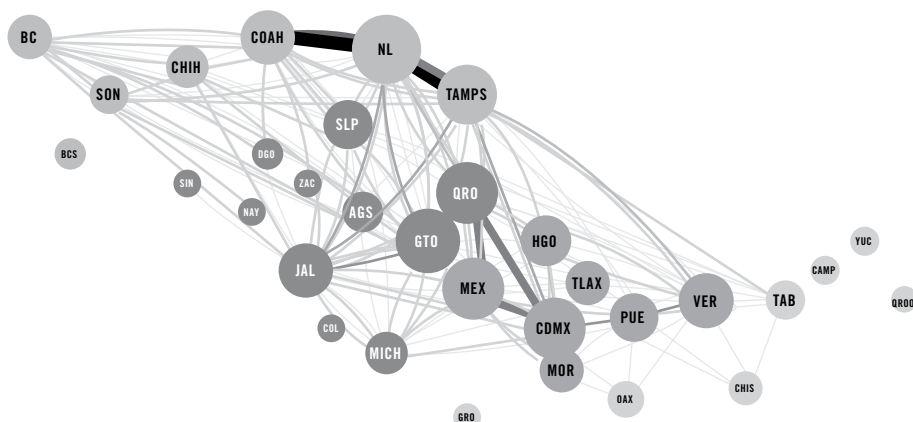 BC
COAH
NL
CHIH
SON
TAMPS
SLP
BCS
DGO
SIN
ZAC
QRO
NAY
AGS
GTO
HGO
YUC
JAL
CAMP
MEX
TLAX
VER
TAB
QROO
COL
CDMX
PUE
MICH
MOR
CHIS
OAX
GRO